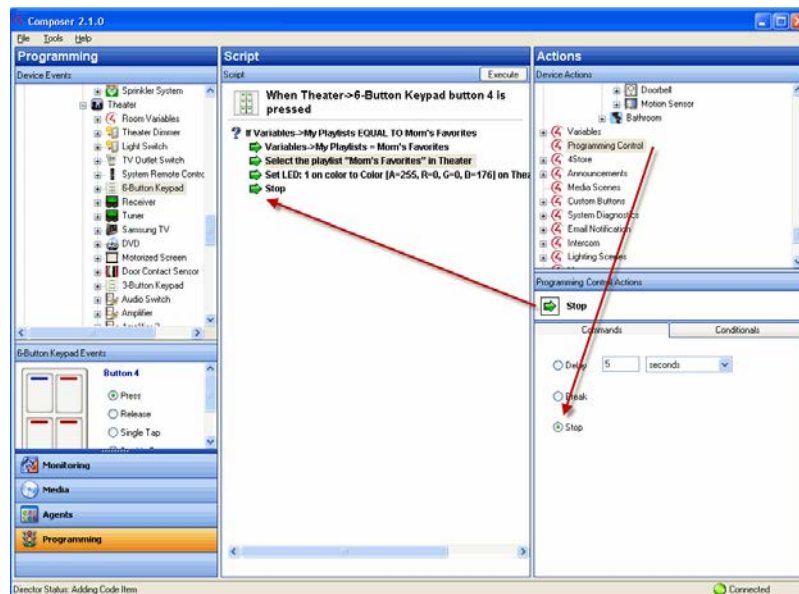 Composer 2.1.0
File Tools Help
Programming
Device Events
Sprinkler System
Theater
Room Variables
Theater Dimmer
Light Switch
TV Outlet Switch
System Remote Contrc
6-Button Keypad
Receiver
Tuner
Samsung TV
DVD
Motorized Screen
Door Contact Sensor
3-Button Keypad
Audio Switch
Amplifier
6-Button Keypad Events
Button 4
Press
Release
Single Tap
Monitoring
Media
Agents
Programming
Script
Script
Execute
When Theater->6-Button Keypad button 4 is
pressed
If Variables->My Playlists EQUAL TO Mom's Favorites
Variables->My Playlists = Mom's Favorites
Select the playlist "Mom's Favorites" in Theater
Set LED: 1 on color to Color [A=255, R=0, G=0, B=176] on Thea
Stop
Actions
Device Actions
Doorbell
Motion Sensor
Bathroom
Variables
Programming Control
4Store
Announcements
Media Scenes
Custom Buttons
System Diagnostics
Email Notification
Intercom
Lighting Scenes
Programming Control Actions
Stop
Commands Conditionals
Delay 5 seconds
Break
Stop
Director Status: Adding Code Item
Connected